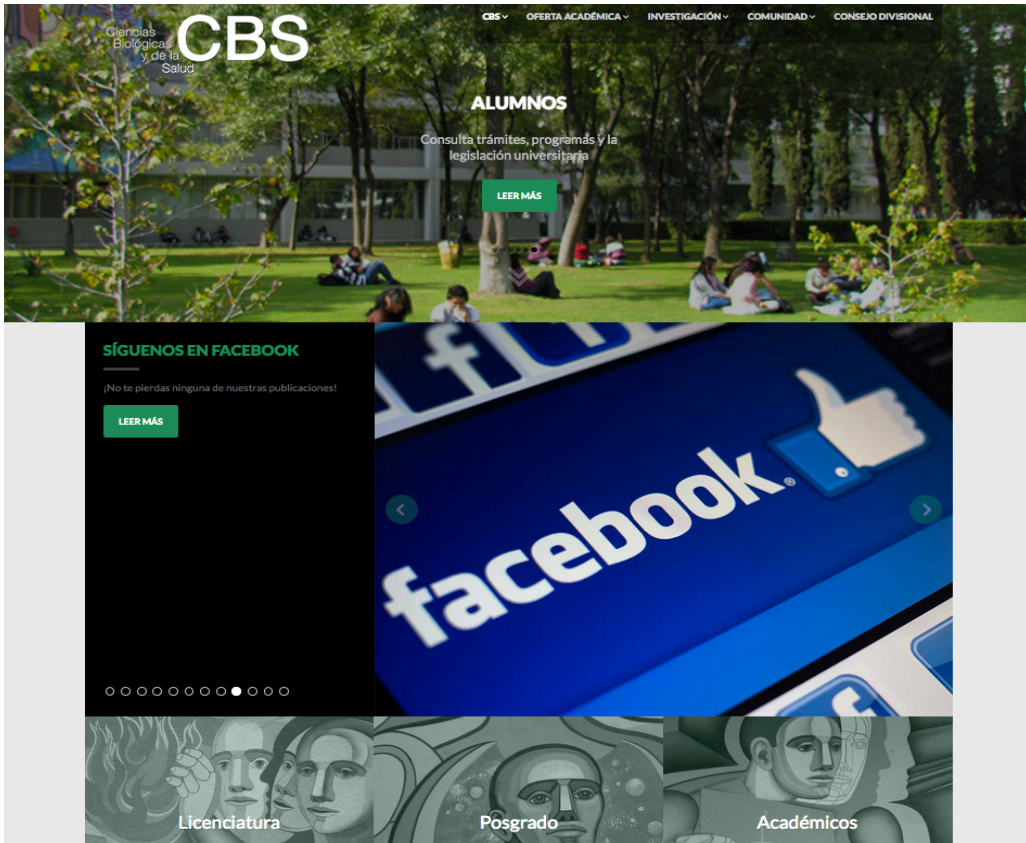 Ciencias
Biológicas
y de la
Salud
CBS
CBS
OFERTA ACADÉMICA
INVESTIGACIÓN
COMUNIDAD
CONSEJO DIVISIONAL
ALUMNOS
Consulta trámites, programas y la
legislación universitaria
LEER MÁS
SÍGUENOS EN FACEBOOK
¡No te pierdas ninguna de nuestras publicaciones!
LEER MÁS
facebook
Licenciatura
Posgrado
Académicos